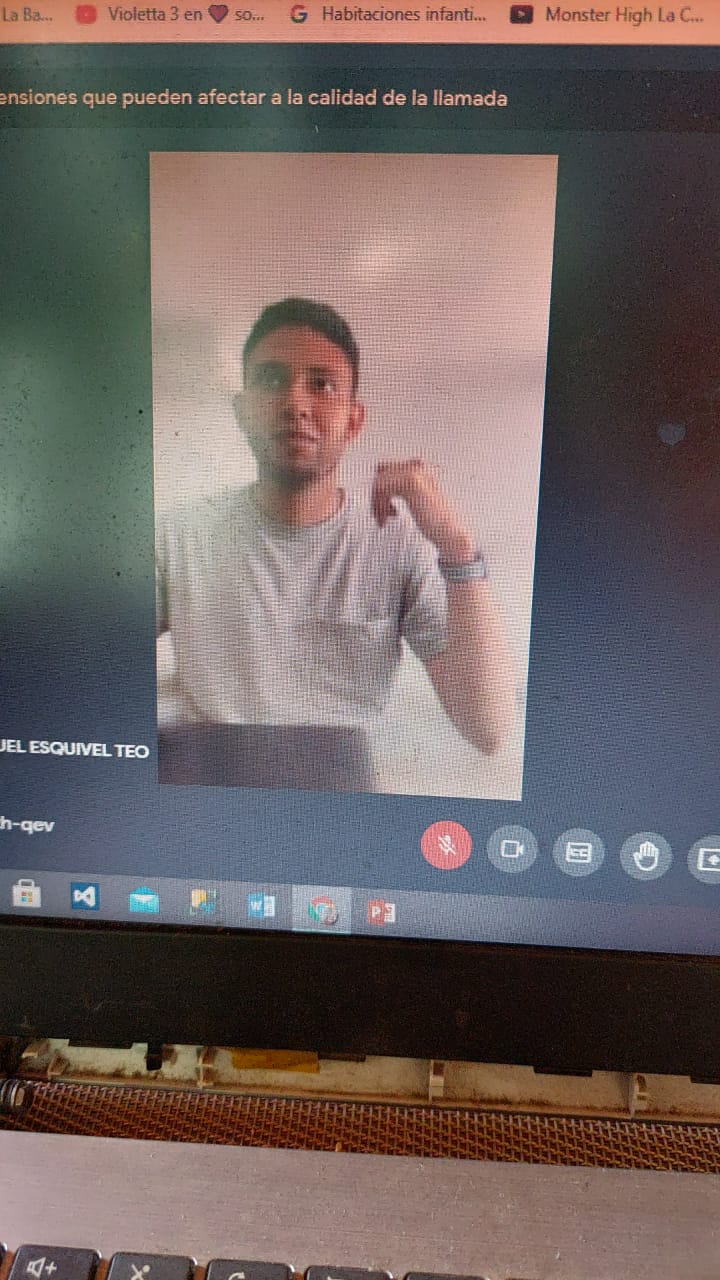 La Ba... Violetta 3 en so... Habitaciones infanti... Monster High La C...
ensiones que pueden afectar a la calidad de la llamada
UEL ESQUIVEL TEO
h-qev
CC
W
P